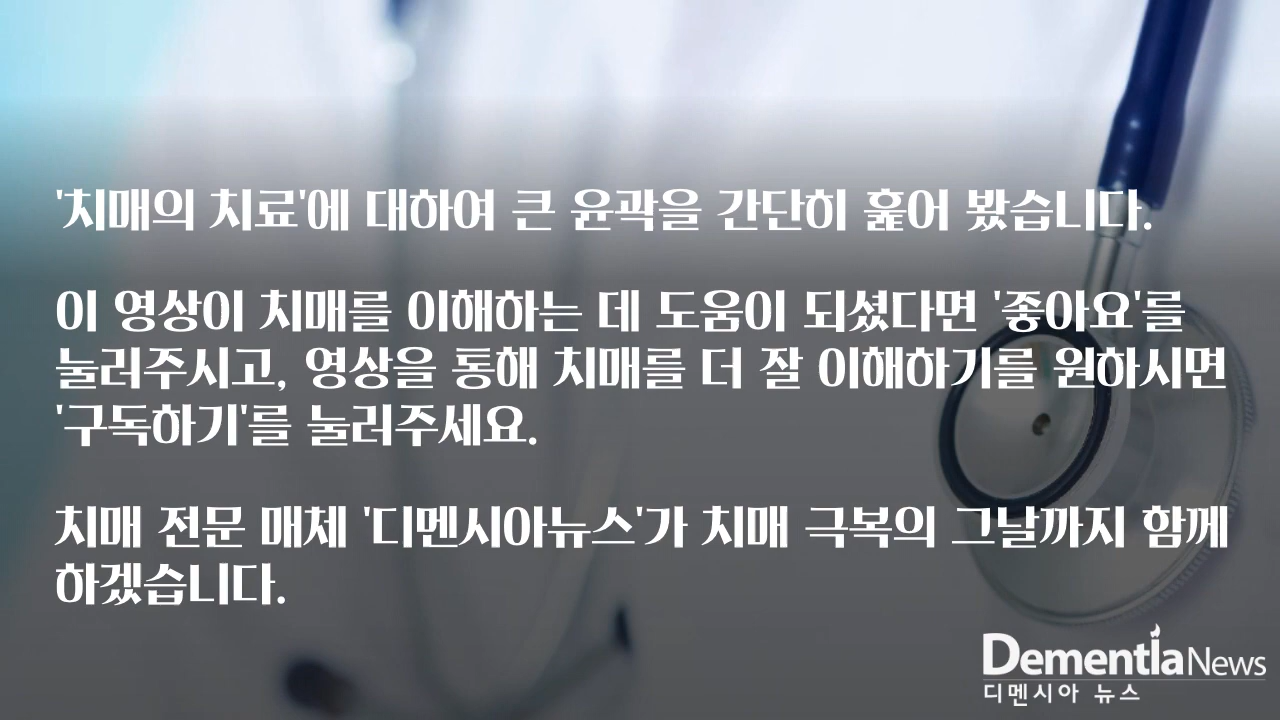 '치매의 치료'에 대하여 큰 윤곽을 간단히 훑어 봤습니다.
이 영상이 치매를 이해하는 데 도움이 되셨다면 '좋아요'를
눌러주시고, 영상을 통해 치매를 더 잘 이해하기를 원하시면
'구독하기'를 눌러주세요.
치매 전문 매체 '디멘시아뉴스'가 치매 극복의 그날까지 함께
하겠습니다.
Dementia News
디멘시아 뉴스